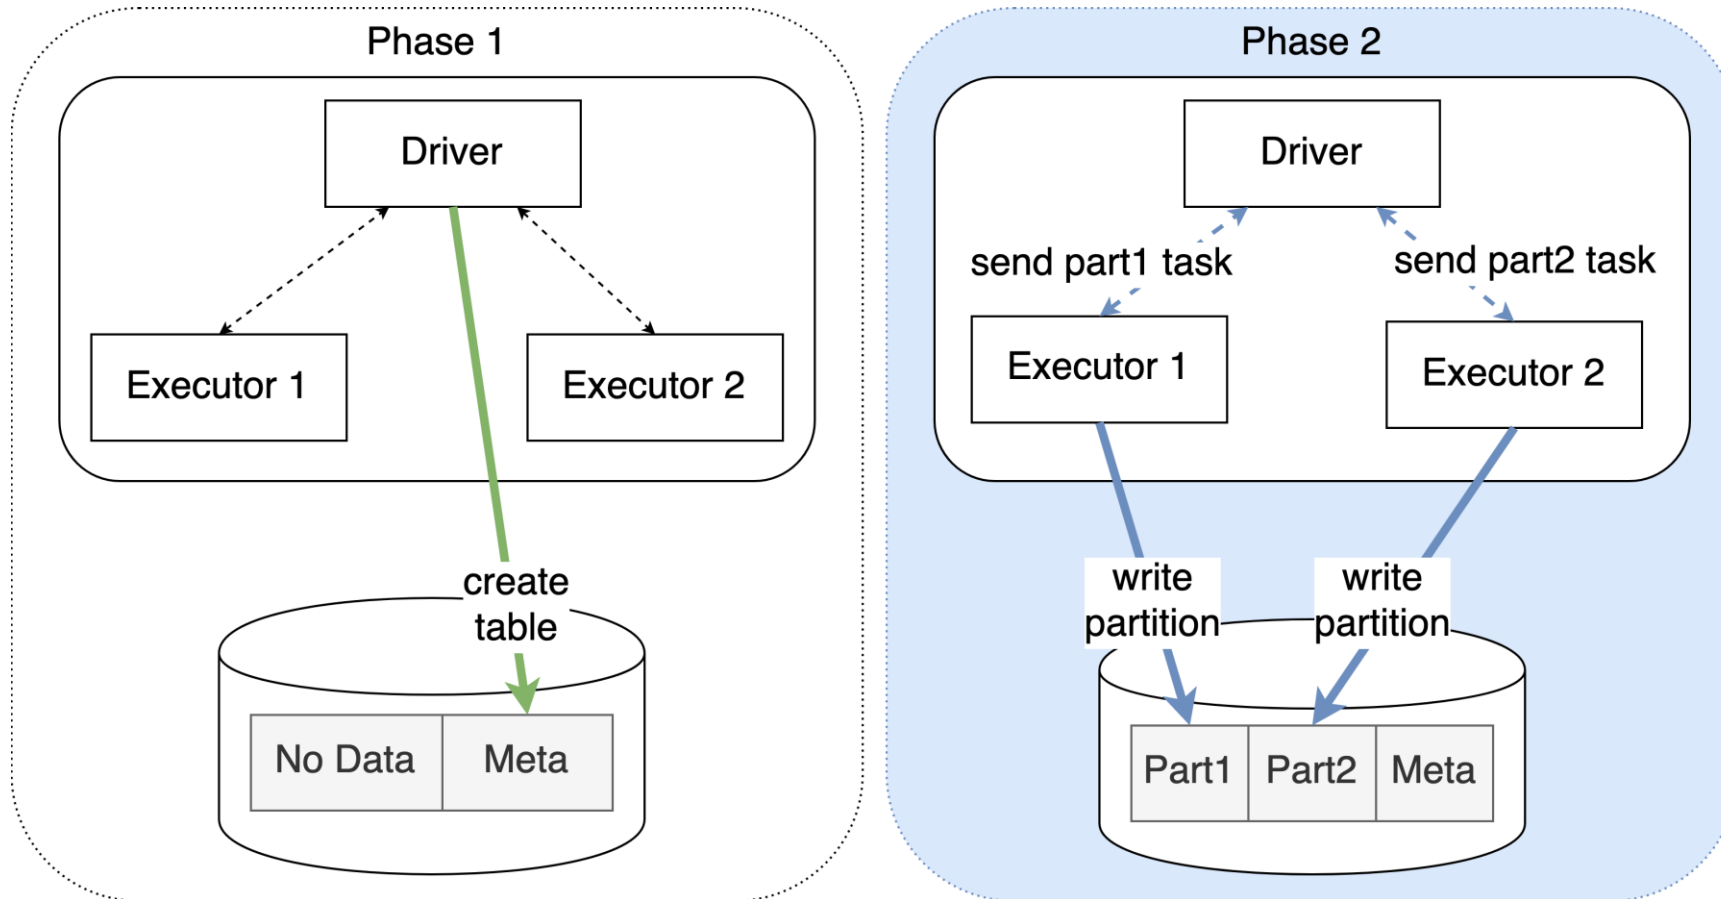 Phase 1
Driver
Executor 1
Executor 2
create
table
No Data
Meta
Phase 2
Driver
send part1 task
send part2 task
Executor 1
Executor 2
write
partition
write
partition
Part1
Part2
Meta